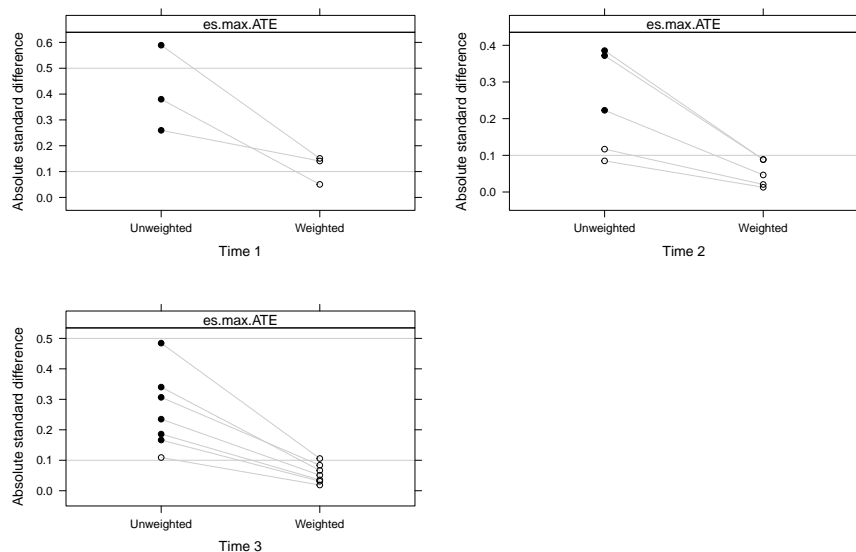 es.max.ATE
Absolute standard difference
0.6
0.5
0.4
0.3
0.2
0.1
0.0
Unweighted
Weighted
Time 1
es.max.ATE
Absolute standard difference
0.4
0.3
0.2
0.1
0.0
Unweighted
Weighted
Time 2
es.max.ATE
Absolute standard difference
0.5
0.4
0.3
0.2
0.1
0.0
Unweighted
Weighted
Time 3